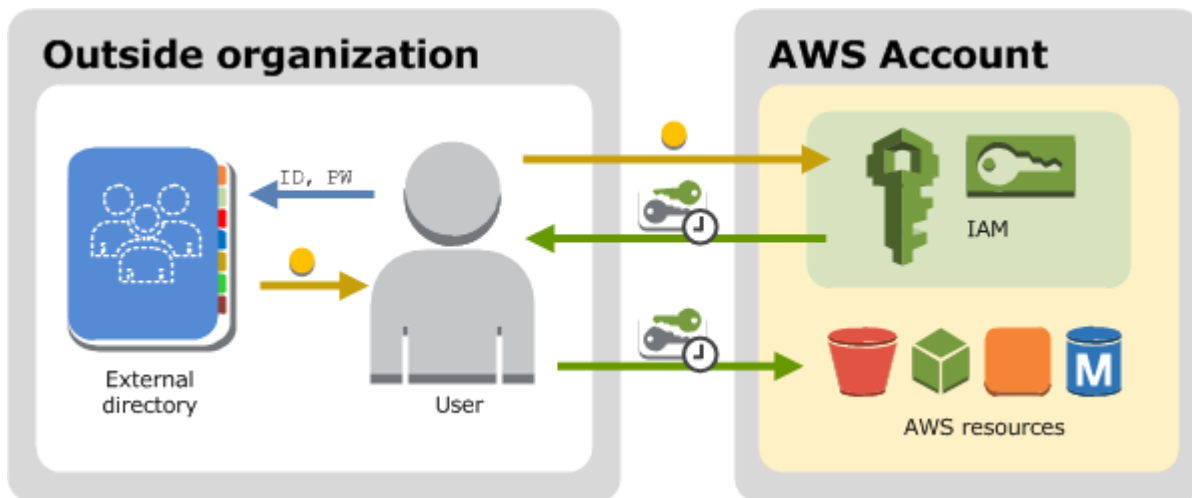 Outside organization
AWS Account
ID, PW
IAM
External
directory
User
M
AWS resources